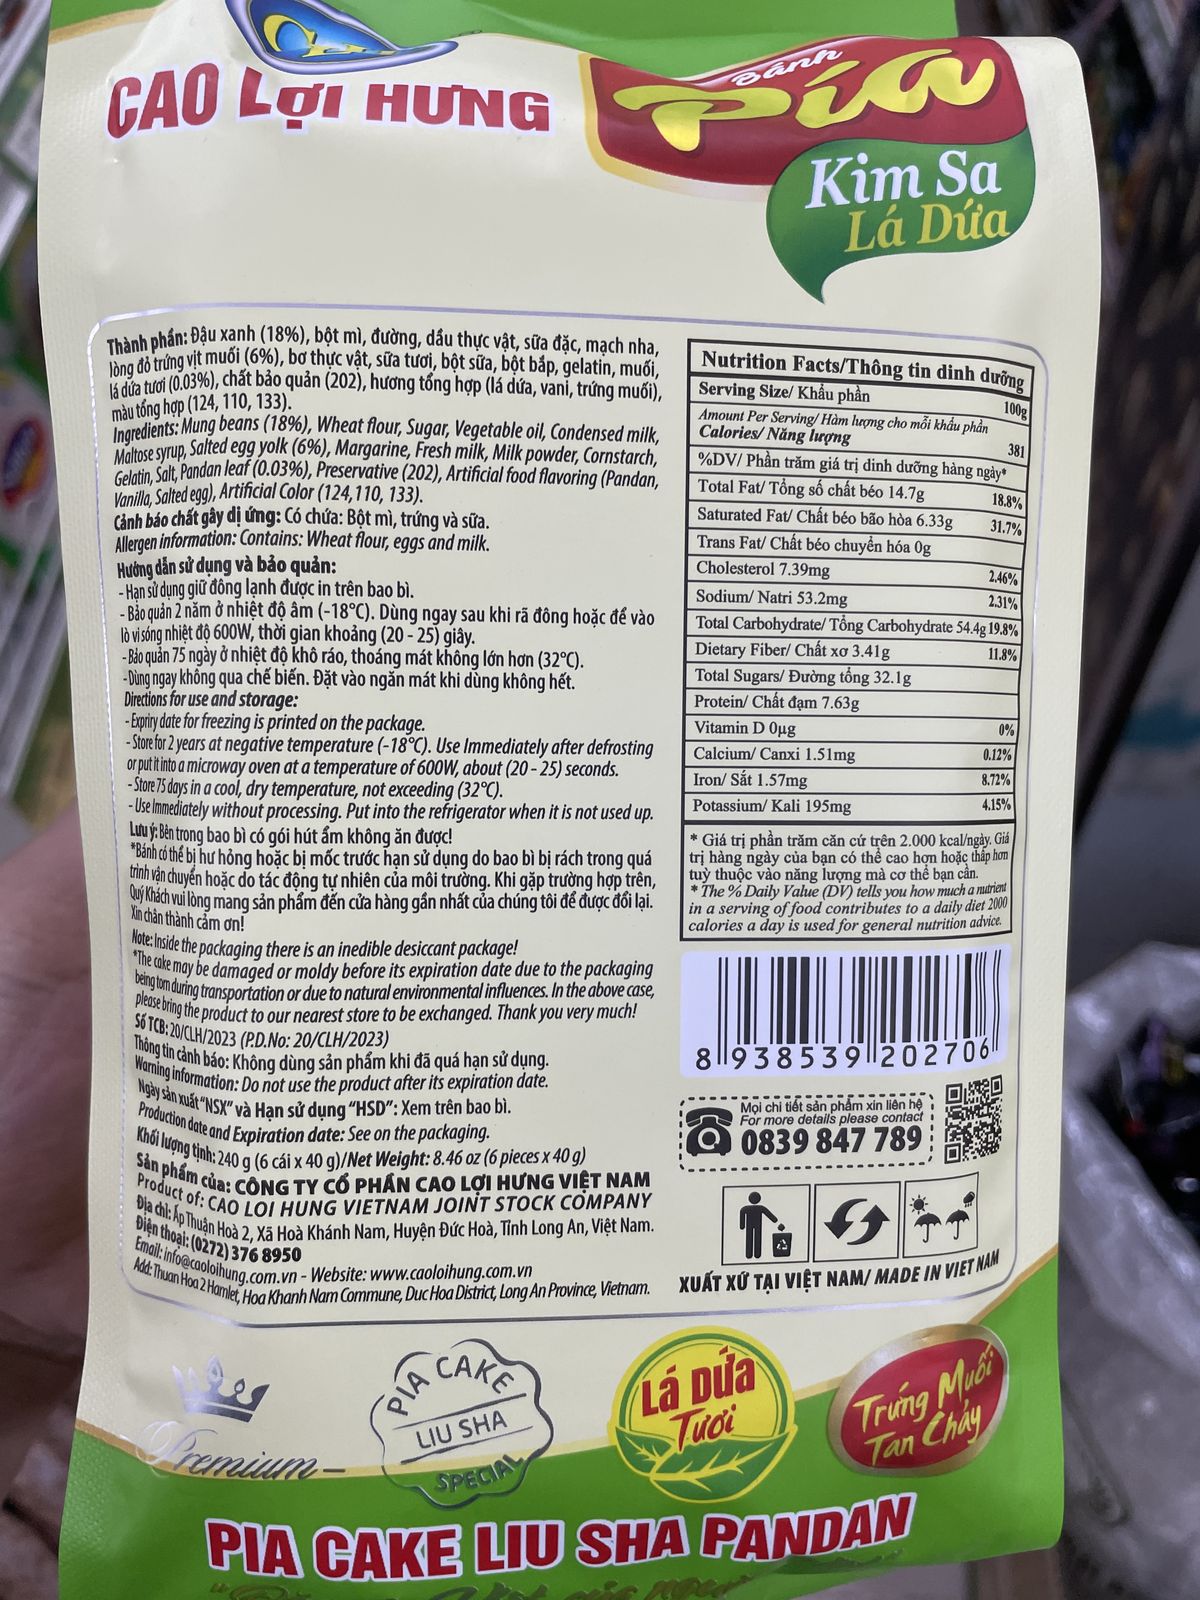 CAO LỢI HƯNG
Bánh
Pía
Kim Sa
Lá Dứa
Thành phần: Đậu xanh (18%), bột mì, đường, dầu thực vật, sữa đặc, mạch nha,
lòng đỏ trứng vịt muối (6%), bơ thực vật, sữa tươi, bột sữa, bột bắp, gelatin, muối,
lá dứa tươi (0.03%), chất bảo quản (202), hương tổng hợp (lá dứa, vani, trứng muối),
màu tổng hợp (124, 110, 133).
Ingredients: Mung beans (18%), Wheat flour, Sugar, Vegetable oil, Condensed milk,
Maltose syrup, Salted egg yolk (6%), Margarine, Fresh milk, Milk powder, Cornstarch,
Gelatin, Salt, Pandan leaf (0.03%), Preservative (202), Artificial food flavoring (Pandan,
Vanilla, Salted egg), Artificial Color (124,110, 133).
Cảnh báo chất gây dị ứng: Có chứa: Bột mì, trứng và sữa.
Allergen information: Contains: Wheat flour, eggs and milk.
Hướng dẫn sử dụng và bảo quản:
- Hạn sử dụng giữ đông lạnh được in trên bao bì.
- Bảo quản 2 năm ở nhiệt độ âm (-18°C). Dùng ngay sau khi rã đông hoặc để vào
lò vi sóng nhiệt độ 600W, thời gian khoảng (20 - 25) giây.
- Bảo quản 75 ngày ở nhiệt độ khô ráo, thoáng mát không lớn hơn (32°C).
- Dùng ngay không qua chế biến. Đặt vào ngăn mát khi dùng không hết.
Directions for use and storage:
- Expriry date for freezing is printed on the package.
- Store for 2 years at negative temperature (-18°C). Use Immediately after defrosting
or put it into a microway oven at a temperature of 600W, about (20 - 25) seconds.
- Store 75 days in a cool, dry temperature, not exceeding (32°C).
- Use Immediately without processing. Put into the refrigerator when it is not used up.
Lưu ý: Bên trong bao bì có gói hút ẩm không ăn được!
*Bánh có thể bị hư hỏng hoặc bị mốc trước hạn sử dụng do bao bì bị rách trong quá
trình vận chuyển hoặc do tác động tự nhiên của môi trường. Khi gặp trường hợp trên,
Quý Khách vui lòng mang sản phẩm đến cửa hàng gần nhất của chúng tôi để được đổi lại.
Xin chân thành cảm ơn!
Note: Inside the packaging there is an inedible desiccant package!
*The cake may be damaged or moldy before its expiration date due to the packaging
being torn during transportation or due to natural environmental influences. In the above case,
please bring the product to our nearest store to be exchanged. Thank you very much!
Số TCB: 20/CLH/2023 (P.D.No: 20/CLH/2023)
Thông tin cảnh báo: Không dùng sản phẩm khi đã quá hạn sử dụng.
Warning information: Do not use the product after its expiration date.
Ngày sản xuất "NSX" và Hạn sử dụng "HSD": Xem trên bao bì.
Production date and Expiration date: See on the packaging.
Khối lượng tịnh: 240 g (6 cái x 40 g)/Net Weight: 8.46 oz (6 pieces x 40 g)
Sản phẩm của: CÔNG TY CỔ PHẦN CAO LỢI HƯNG VIỆT NAM
Product of: CAO LOI HUNG VIETNAM JOINT STOCK COMPANY
Địa chỉ: Ấp Thuận Hoà 2, Xã Hoà Khánh Nam, Huyện Đức Hoà, Tỉnh Long An, Việt Nam.
Điện thoại: (0272) 376 8950
Email: info@caoloihung.com.vn - Website: www.caoloihung.com.vn
Add: Thuan Hoa 2 Hamlet, Hoa Khanh Nam Commune, Duc Hoa District, Long An Province, Vietnam.
Nutrition Facts/Thông tin dinh dưỡng
Serving Size/ Khẩu phần 100g
Amount Per Serving/ Hàm lượng cho mỗi khẩu phần
Calories/ Năng lượng 381
%DV/ Phần trăm giá trị dinh dưỡng hàng ngày*
Total Fat/ Tổng số chất béo 14.7g 18.8%
Saturated Fat/ Chất béo bão hòa 6.33g 31.7%
Trans Fat/ Chất béo chuyển hóa 0g
Cholesterol 7.39mg 2.46%
Sodium/ Natri 53.2mg 2.31%
Total Carbohydrate/ Tổng Carbohydrate 54.4g 19.8%
Dietary Fiber/ Chất xơ 3.41g 11.8%
Total Sugars/ Đường tổng 32.1g
Protein/ Chất đạm 7.63g
Vitamin D 0µg 0%
Calcium/ Canxi 1.51mg 0.12%
Iron/ Sắt 1.57mg 8.72%
Potassium/ Kali 195mg 4.15%
* Giá trị phần trăm căn cứ trên 2.000 kcal/ngày. Giá
trị hàng ngày của bạn có thể cao hơn hoặc thấp hơn
tuỳ thuộc vào năng lượng mà cơ thể bạn cần.
* The % Daily Value (DV) tells you how much a nutrient
in a serving of food contributes to a daily diet 2000
calories a day is used for general nutrition advice.
8 938539 202706
Mọi chi tiết sản phẩm xin liên hệ
For more details please contact
0839 847 789
XUẤT XỨ TẠI VIỆT NAM/ MADE IN VIET NAM
Premium
PIA CAKE
LIU SHA
SPECIAL
Lá Dứa
Tươi
Trứng Muối
Tan Chảy
PIA CAKE LIU SHA PANDAN